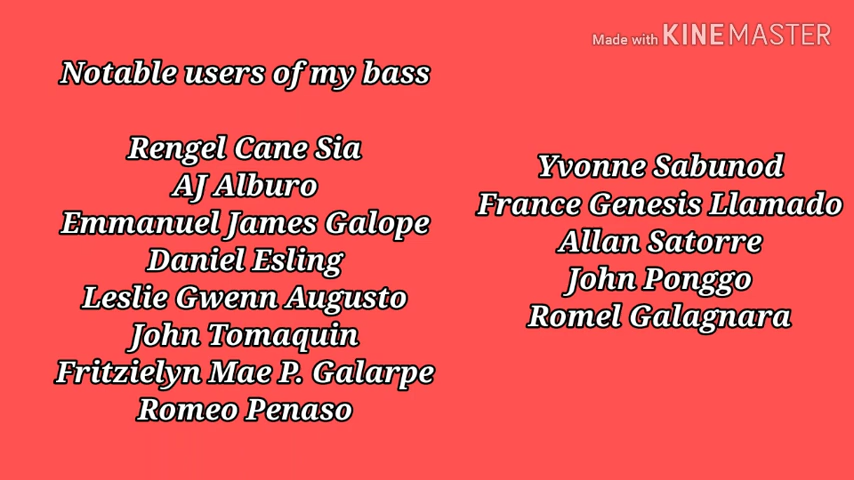 Made with KINEMASTER
Notable users of my bass
Rengel Cane Sia
AJ Alburo
Emmanuel James Galope
Daniel Esling
Leslie Gwenn Augusto
John Tomaquin
Fritzielyn Mae P. Galarpe
Romeo Penaso
Yvonne Sabunod
France Genesis Llamado
Allan Satorre
John Ponggo
Romel Galagnara